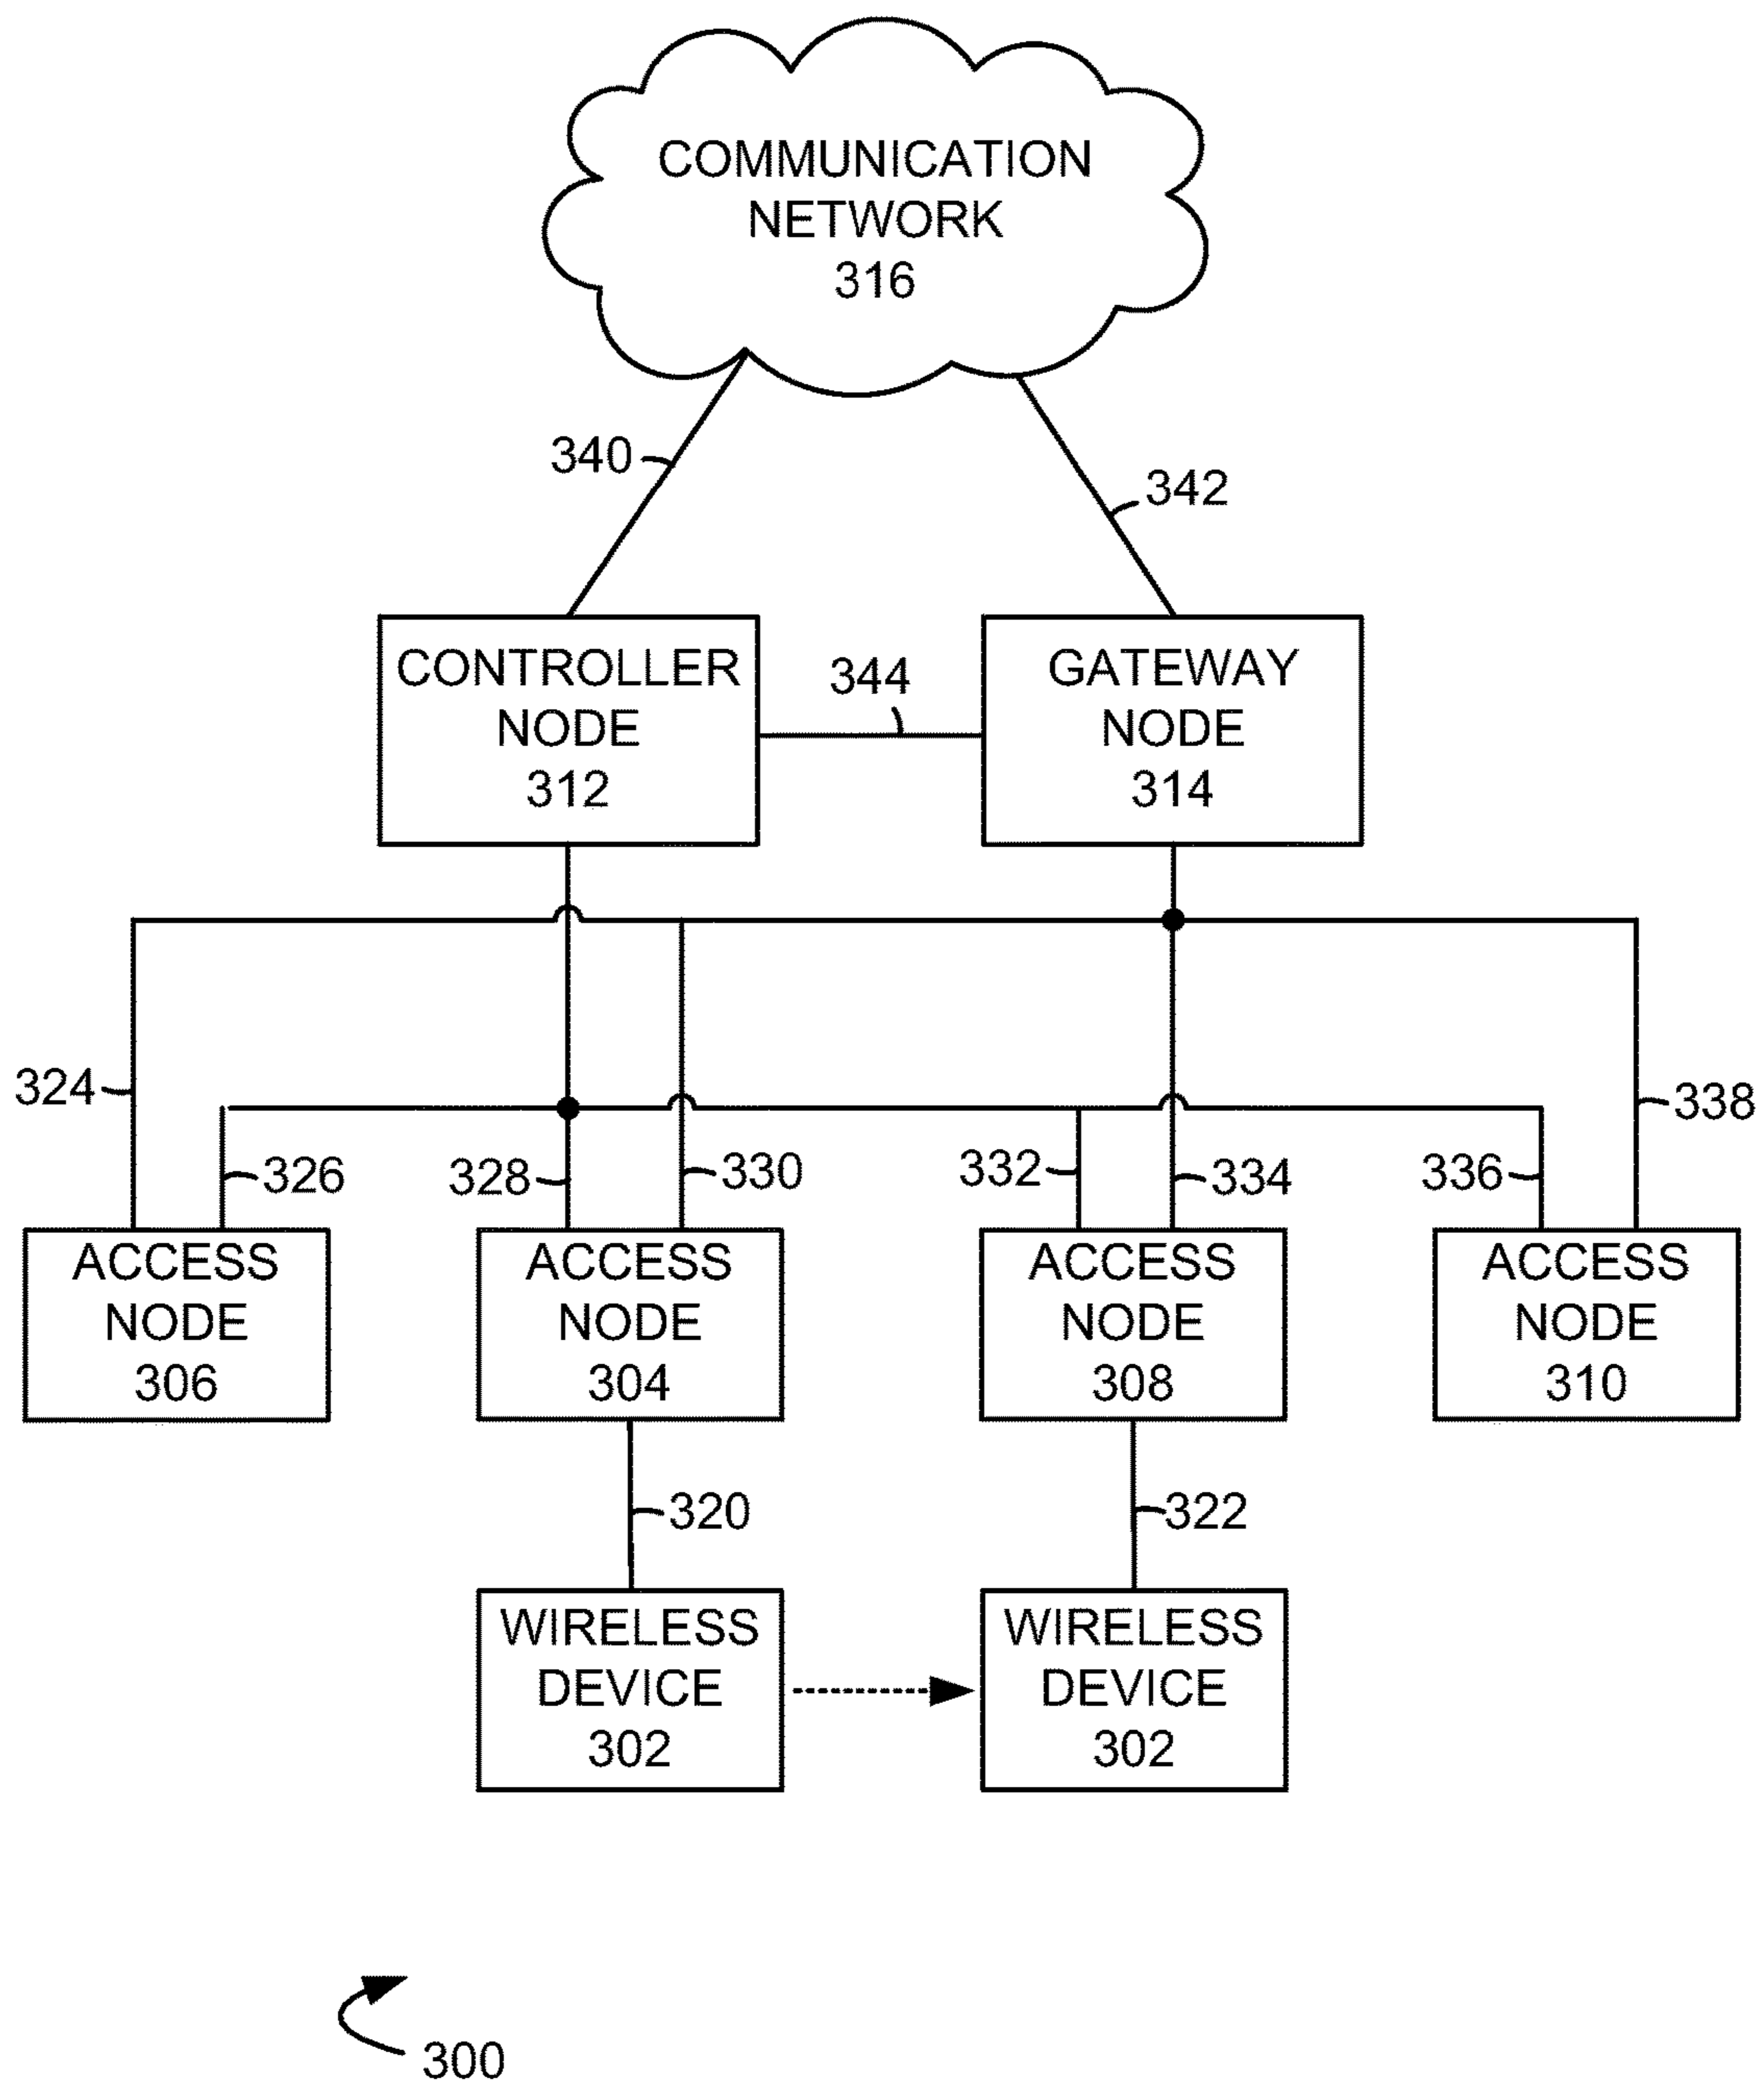 COMMUNICATION
NETWORK
316
340
342
CONTROLLER
NODE
312
344
GATEWAY
NODE
314
324
338
326
328
330
332
334
336
ACCESS
NODE
306
ACCESS
NODE
304
ACCESS
NODE
308
ACCESS
NODE
310
320
322
WIRELESS
DEVICE
302
WIRELESS
DEVICE
302
300